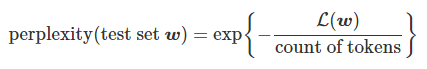 perplexity(test set w) = exp{ − ℒ(w) / count of tokens }